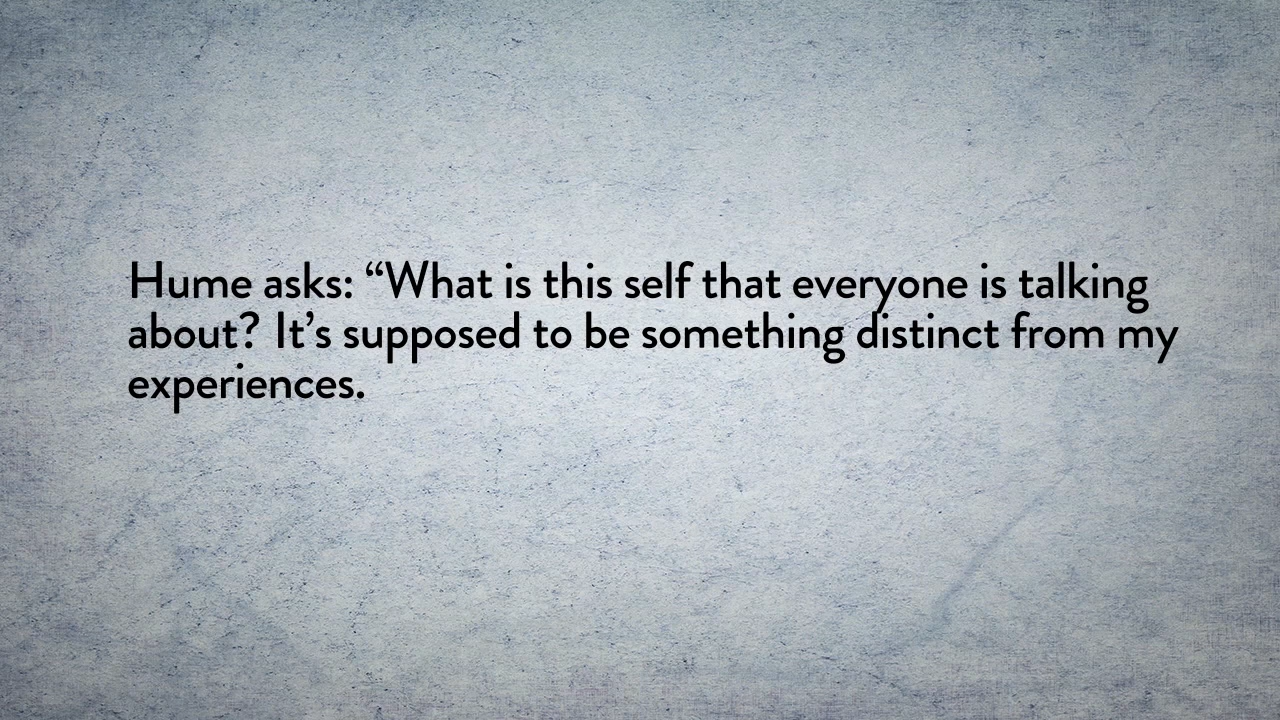 Hume asks: “What is this self that everyone is talking
about? It’s supposed to be something distinct from my
experiences.